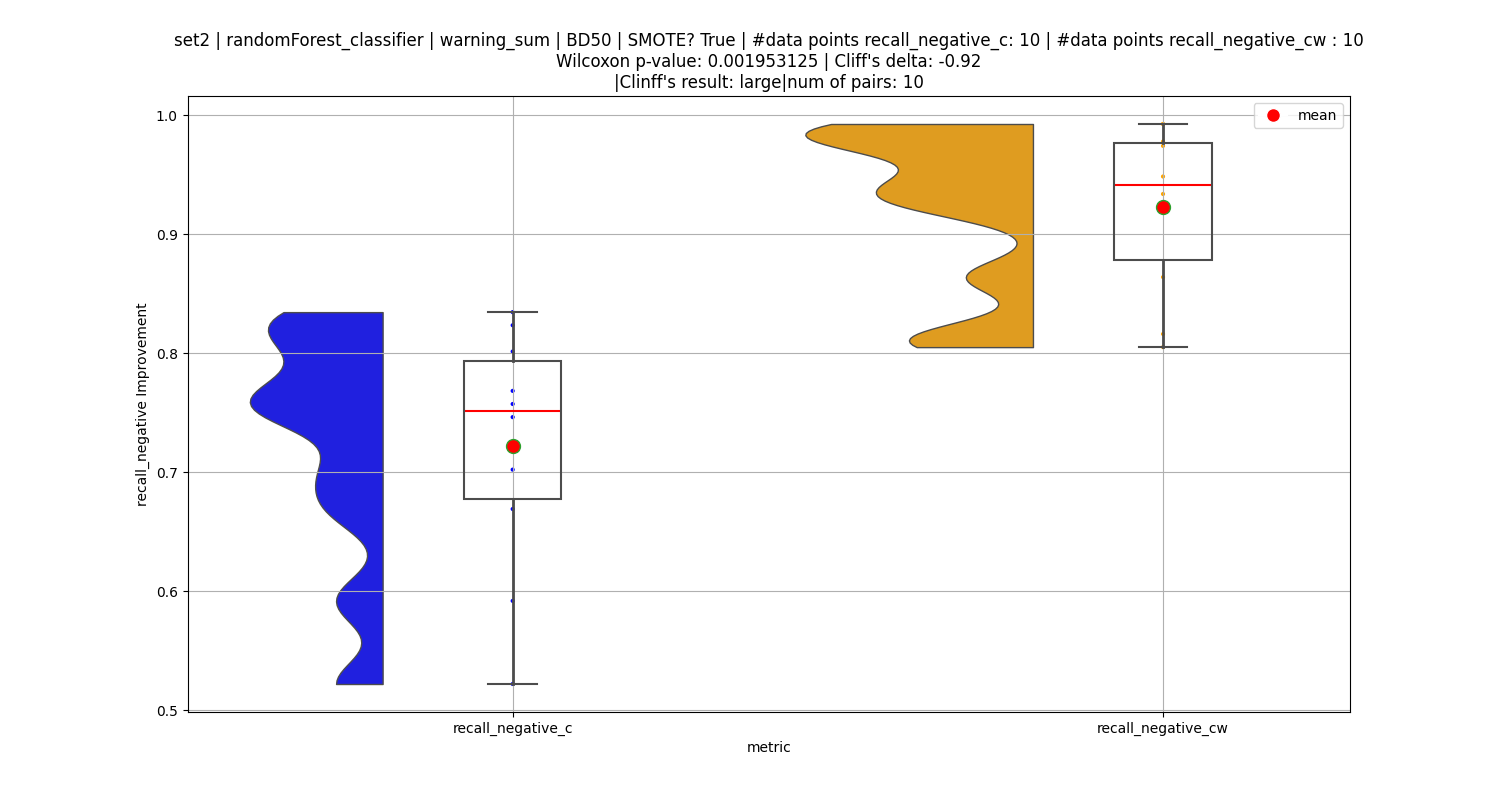 set2 | randomForest_classifier | warning_sum | BD50 | SMOTE? True | #data points recall_negative_c: 10 | #data points recall_negative_cw : 10
Wilcoxon p-value: 0.001953125 | Cliff's delta: -0.92
|Clinff's result: large|num of pairs: 10
mean
1.0
0.9
0.8
0.7
0.6
0.5
recall_negative Improvement
recall_negative_c
recall_negative_cw
metric